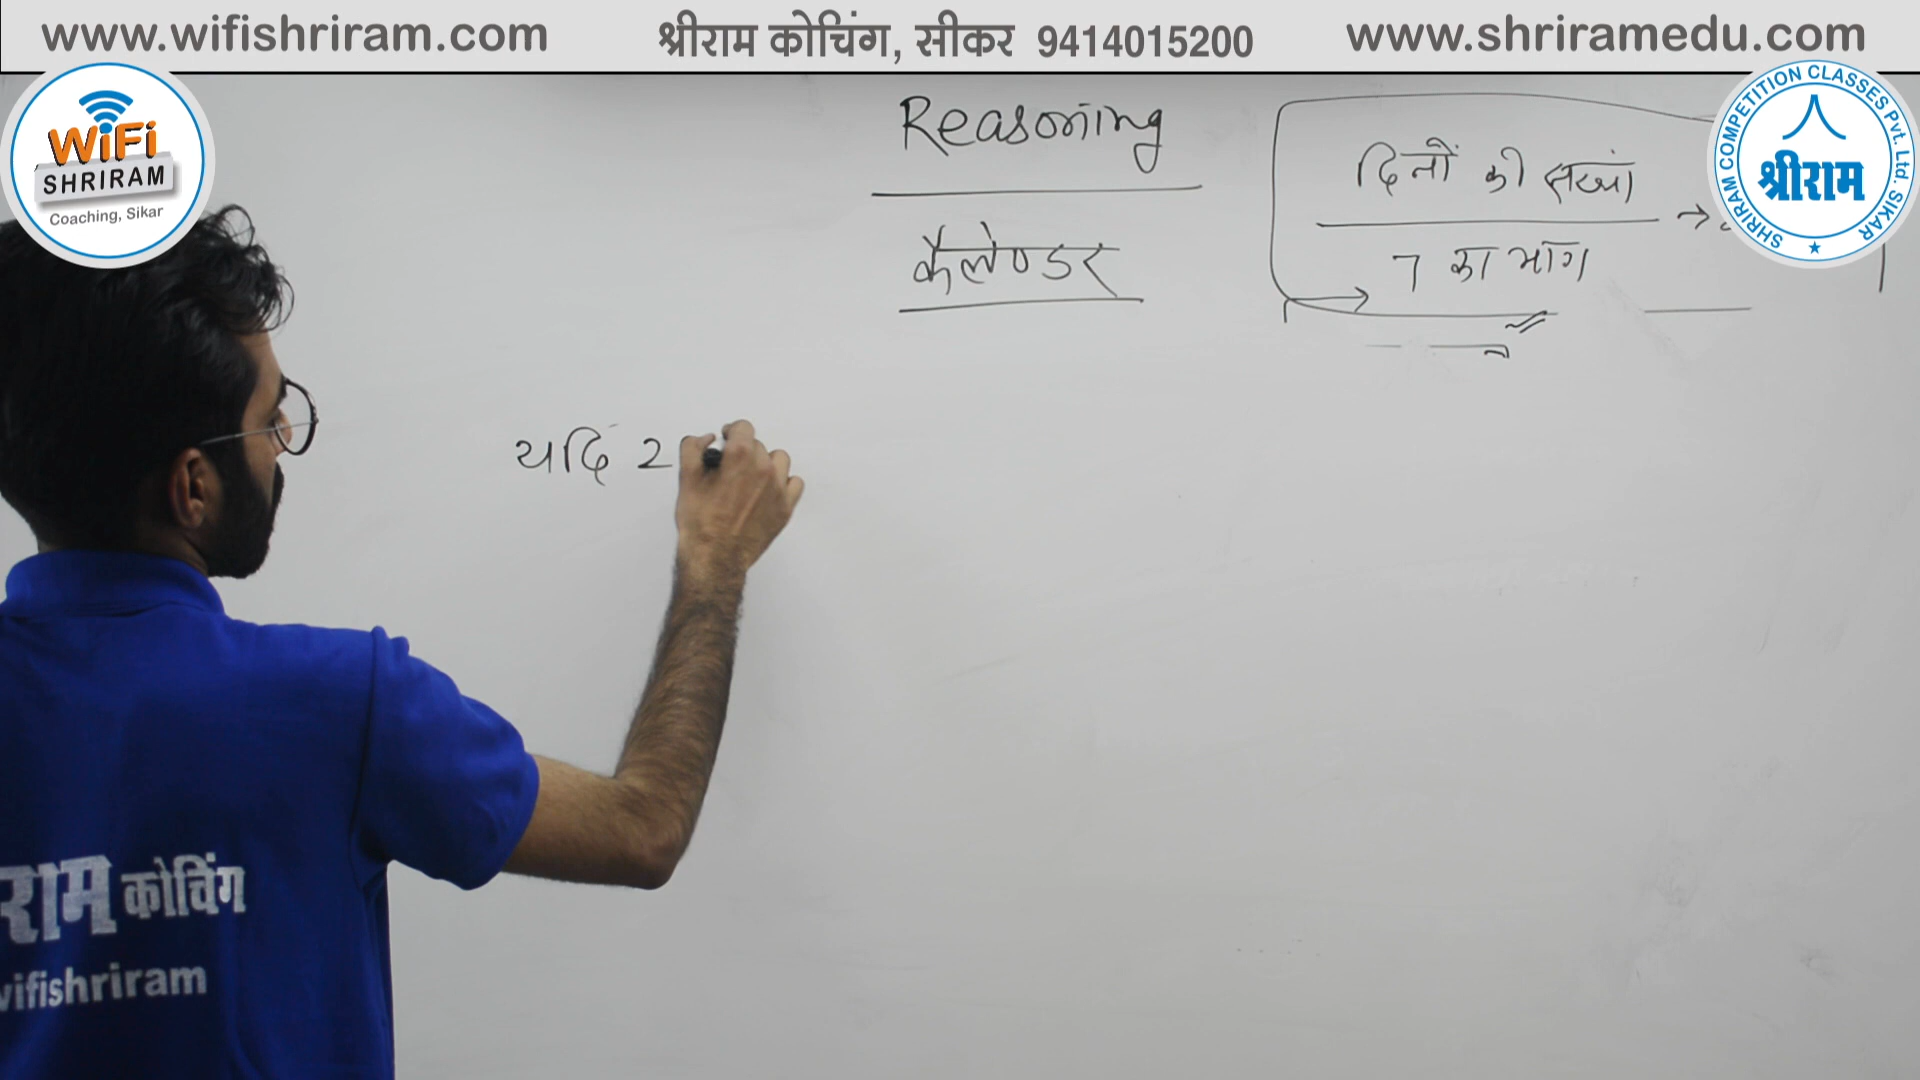 www.wifishriram.com
श्रीराम कोचिंग, सीकर 9414015200
www.shriramedu.com
WiFi
SHRIRAM
Coaching, Sikar
SHRIRAM COMPETITION CLASSES Pvt. Ltd. SIKAR
श्रीराम
Reasoning
कैलेण्डर
दिनों की
7 का भाग
यदि 2
राम कोचिंग
wifishriram